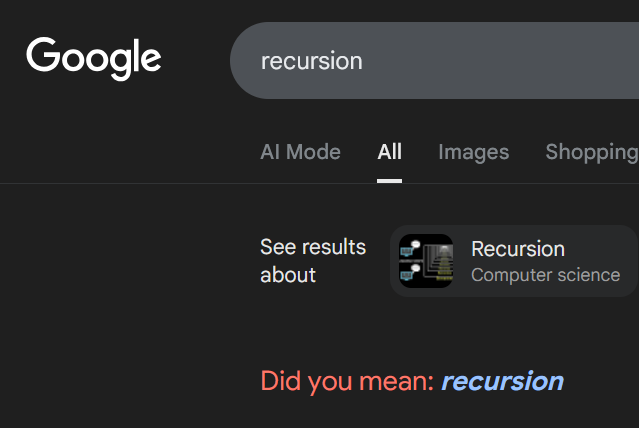 Google
recursion
AI Mode All Images Shopping
See results
about
Recursion
Computer science
Did you mean: recursion